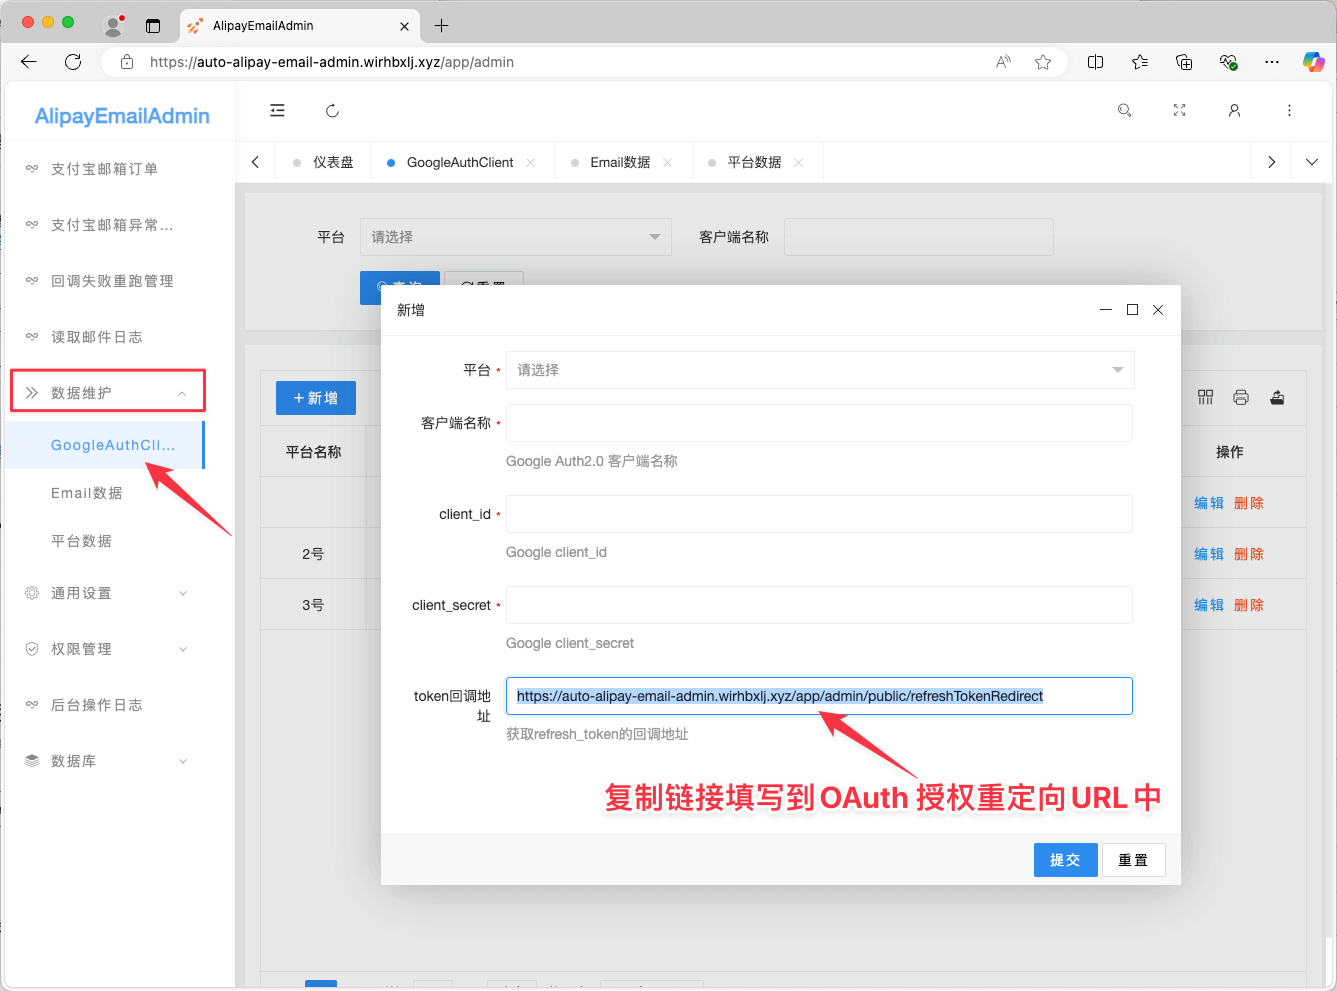 AlipayEmailAdmin
https://auto-alipay-email-admin.wirhbxlj.xyz/app/admin
AlipayEmailAdmin
支付宝邮箱订单
支付宝邮箱异常...
回调失败重跑管理
读取邮件日志
数据维护
GoogleAuthCli...
Email数据
平台数据
通用设置
权限管理
后台操作日志
数据库
仪表盘
GoogleAuthClient
Email数据
平台数据
平台
请选择
客户端名称
新增
平台名称
操作
编辑 删除
2号
编辑 删除
3号
编辑 删除
新增
平台
请选择
客户端名称
Google Auth2.0 客户端名称
client_id
Google client_id
client_secret
Google client_secret
token回调地
址
https://auto-alipay-email-admin.wirhbxlj.xyz/app/admin/public/refreshTokenRedirect
获取refresh_token的回调地址
复制链接填写到 OAuth 授权重定向 URL 中
提交
重置